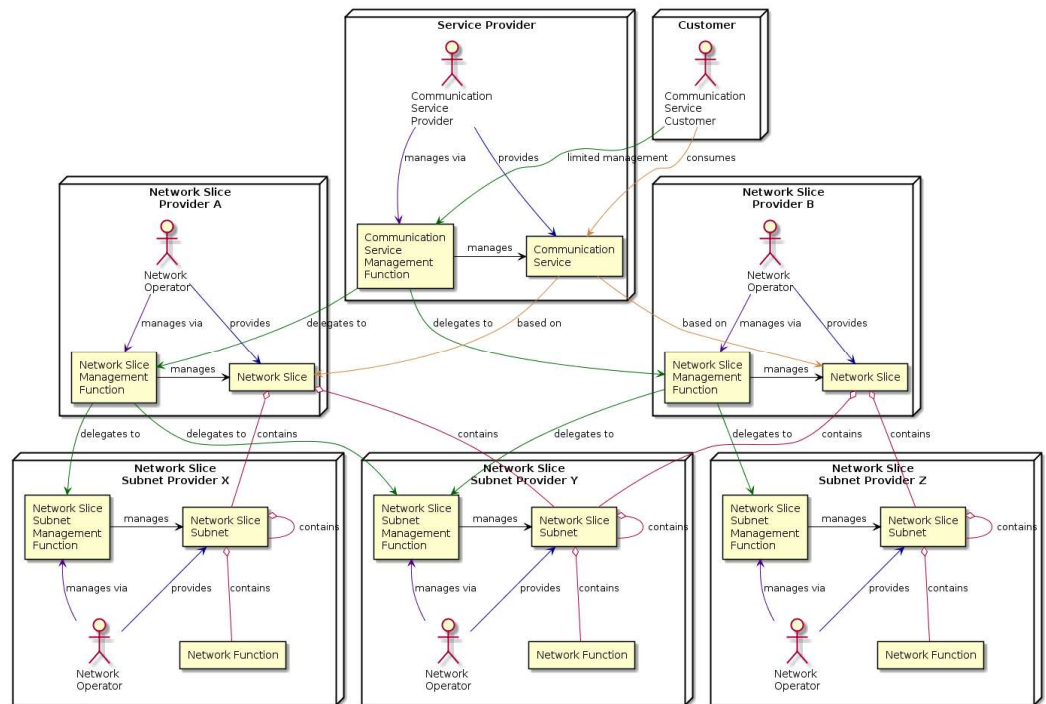 Service Provider
Customer
Communication
Service
Provider
Communication
Service
Customer
manages via
provides
limited management
consumes
Network Slice
Provider A
Network Slice
Provider B
Network
Operator
Communication
Service
Management
Function
manages
Communication
Service
Network
Operator
manages via
provides
delegates to
delegates to
based on
based on
manages via
provides
Network Slice
Management
Function
manages
Network Slice
Network Slice
Management
Function
manages
Network Slice
delegates to
delegates to
contains
contains
delegates to
delegates to
contains
contains
Network Slice
Subnet Provider X
Network Slice
Subnet Provider Y
Network Slice
Subnet Provider Z
Network Slice
Subnet
Management
Function
manages
Network Slice
Subnet
contains
Network Slice
Subnet
Management
Function
manages
Network Slice
Subnet
contains
Network Slice
Subnet
Management
Function
manages
Network Slice
Subnet
contains
manages via
provides
contains
manages via
provides
contains
manages via
provides
contains
Network
Operator
Network Function
Network
Operator
Network Function
Network
Operator
Network Function